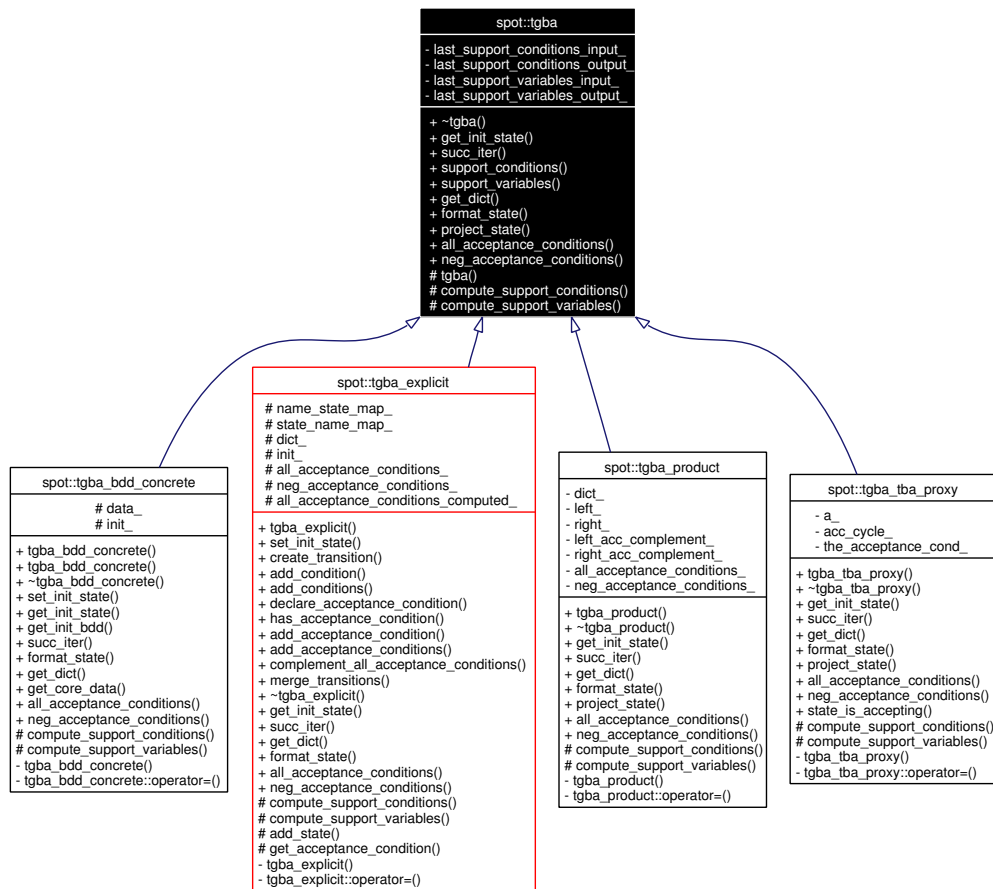 spot::tgba
- last_support_conditions_input_
- last_support_conditions_output_
- last_support_variables_input_
- last_support_variables_output_
+ ~tgba()
+ get_init_state()
+ succ_iter()
+ support_conditions()
+ support_variables()
+ get_dict()
+ format_state()
+ project_state()
+ all_acceptance_conditions()
+ neg_acceptance_conditions()
# tgba()
# compute_support_conditions()
# compute_support_variables()
spot::tgba_bdd_concrete
# data_
# init_
+ tgba_bdd_concrete()
+ tgba_bdd_concrete()
+ ~tgba_bdd_concrete()
+ set_init_state()
+ get_init_state()
+ get_init_bdd()
+ succ_iter()
+ format_state()
+ get_dict()
+ get_core_data()
+ all_acceptance_conditions()
+ neg_acceptance_conditions()
# compute_support_conditions()
# compute_support_variables()
- tgba_bdd_concrete()
- tgba_bdd_concrete::operator=()
spot::tgba_explicit
# name_state_map_
# state_name_map_
# dict_
# init_
# all_acceptance_conditions_
# neg_acceptance_conditions_
# all_acceptance_conditions_computed_
+ tgba_explicit()
+ set_init_state()
+ create_transition()
+ add_condition()
+ add_conditions()
+ declare_acceptance_condition()
+ has_acceptance_condition()
+ add_acceptance_condition()
+ add_acceptance_conditions()
+ complement_all_acceptance_conditions()
+ merge_transitions()
+ ~tgba_explicit()
+ get_init_state()
+ succ_iter()
+ get_dict()
+ format_state()
+ all_acceptance_conditions()
+ neg_acceptance_conditions()
# compute_support_conditions()
# compute_support_variables()
# add_state()
# get_acceptance_condition()
- tgba_explicit()
- tgba_explicit::operator=()
spot::tgba_product
- dict_
- left_
- right_
- left_acc_complement_
- right_acc_complement_
- all_acceptance_conditions_
- neg_acceptance_conditions_
+ tgba_product()
+ ~tgba_product()
+ get_init_state()
+ succ_iter()
+ get_dict()
+ format_state()
+ project_state()
+ all_acceptance_conditions()
+ neg_acceptance_conditions()
# compute_support_conditions()
# compute_support_variables()
- tgba_product()
- tgba_product::operator=()
spot::tgba_tba_proxy
- a_
- acc_cycle_
- the_acceptance_cond_
+ tgba_tba_proxy()
+ ~tgba_tba_proxy()
+ get_init_state()
+ succ_iter()
+ get_dict()
+ format_state()
+ project_state()
+ all_acceptance_conditions()
+ neg_acceptance_conditions()
+ state_is_accepting()
# compute_support_conditions()
# compute_support_variables()
- tgba_tba_proxy()
- tgba_tba_proxy::operator=()